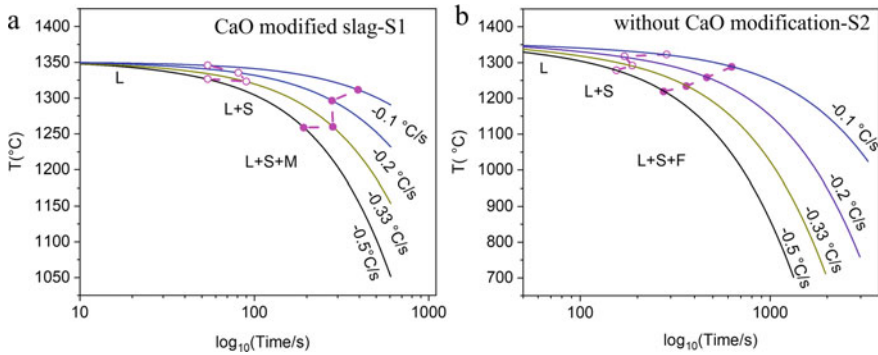 a
CaO modified slag-S1
T(°C)
1350
1300
1250
1200
1150
1100
1050
L
L+S
L+S+M
-0.1 °C/s
-0.2 °C/s
-0.33 °C/s
-0.5°C/s
10
100
1000
log10(Time/s)
b
without CaO modification-S2
T( °C)
1400
1300
1200
1100
1000
900
800
700
L
L+S
L+S+F
-0.1 °C/s
-0.2 °C/s
-0.33 °C/s
-0.5 °C/s
100
1000
log10(Time/s)